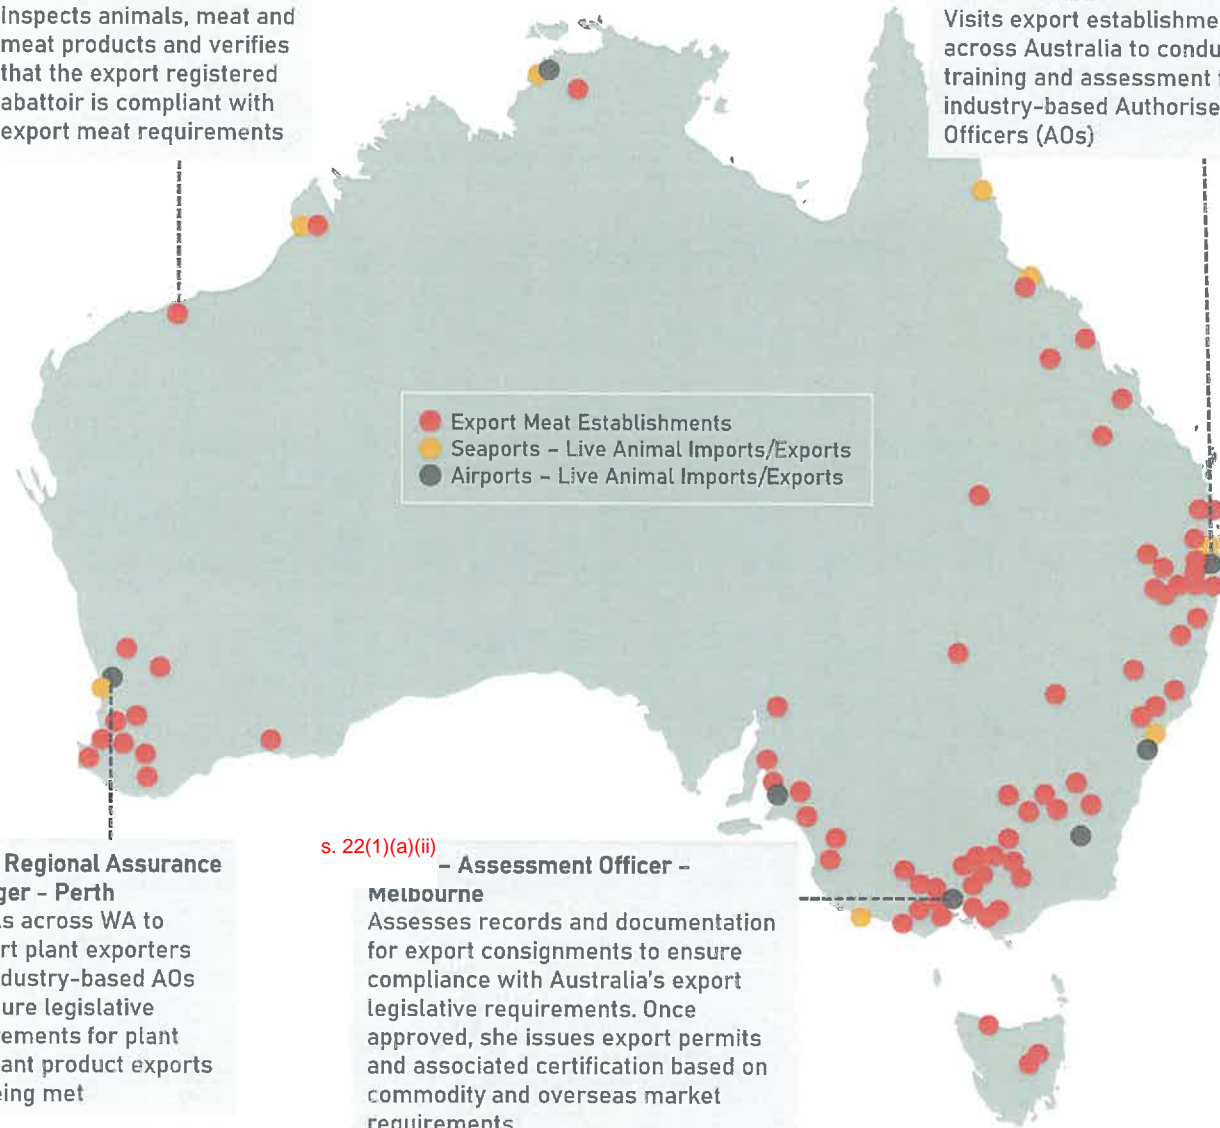 Inspects animals, meat and
meat products and verifies
that the export registered
abattoir is compliant with
export meat requirements
Visits export establishme
across Australia to condu
training and assessment
industry-based Authorise
Officers (AOs)
Export Meat Establishments
Seaports – Live Animal Imports/Exports
Airports – Live Animal Imports/Exports
Regional Assurance
ger – Perth
ls across WA to
rt plant exporters
dustry-based AOs
ure legislative
ements for plant
ant product exports
eing met
s. 22(1)(a)(ii)
– Assessment Officer –
Melbourne
Assesses records and documentation
for export consignments to ensure
compliance with Australia's export
legislative requirements. Once
approved, she issues export permits
and associated certification based on
commodity and overseas market
requirements